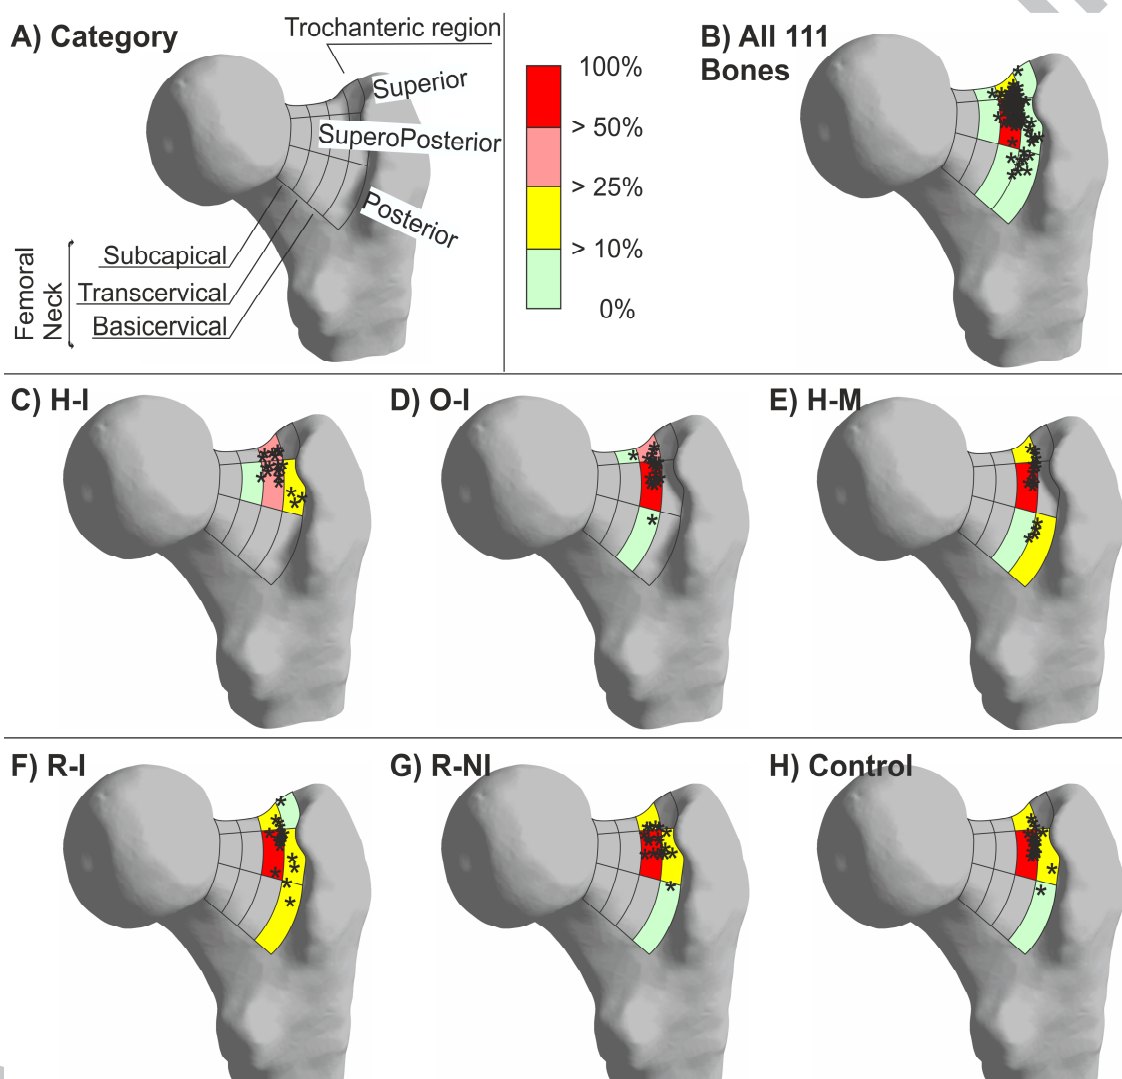 A) Category
Trochanteric region
Superior
SuperoPosterior
Posterior
Subcapical
Transcervical
Basicervical
Femoral
Neck
100%
> 50%
> 25%
> 10%
0%
B) All 111
Bones
C) H-I
D) O-I
E) H-M
F) R-I
G) R-NI
H) Control